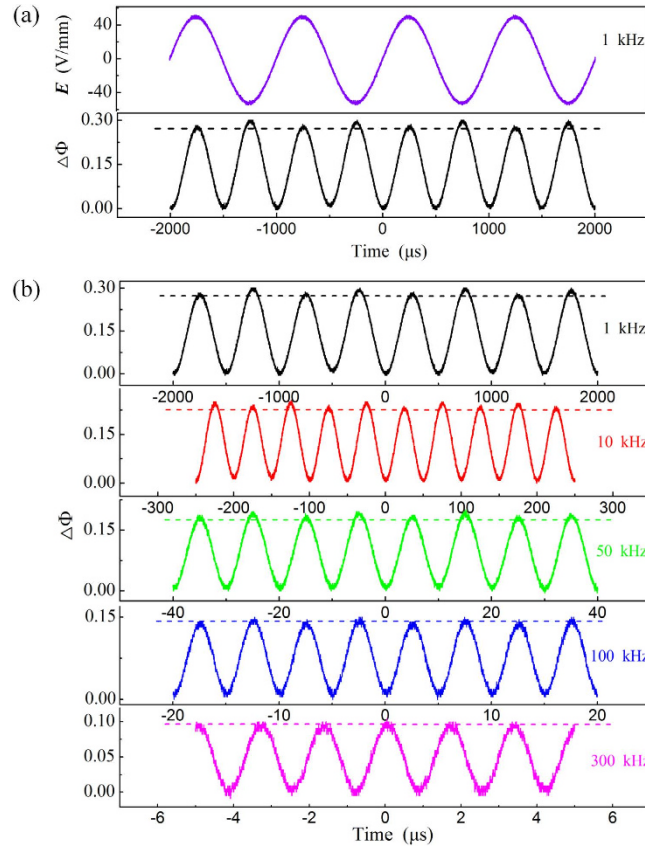 (a)
E (V/mm)
40
0
-40
1 kHz
ΔΦ
0.30
0.15
0.00
-2000 -1000 0 1000 2000
Time (μs)
(b)
0.30
0.15
0.00
1 kHz
-2000 -1000 0 1000 2000
0.15
0.00
10 kHz
-300 -200 -100 0 100 200 300
ΔΦ
0.15
0.00
50 kHz
-40 -20 0 20 40
0.15
0.00
100 kHz
-20 -10 0 10 20
0.10
0.05
0.00
300 kHz
-6 -4 -2 0 2 4 6
Time (μs)